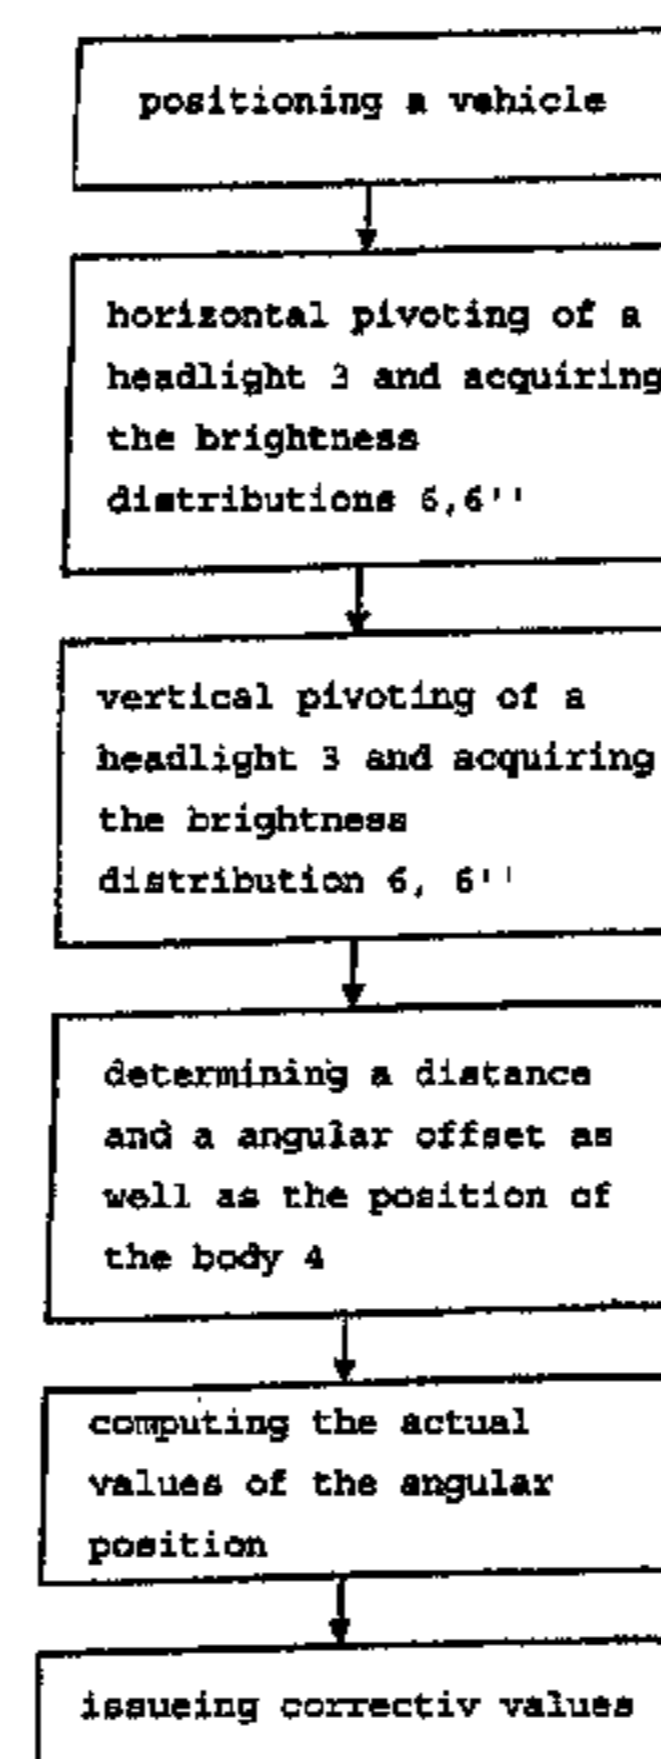 positioning a vehicle
horizontal pivoting of a
headlight 3 and acquiring
the brightness
distributions 6,6''
vertical pivoting of a
headlight 3 and acquiring
the brightness
distribution 6, 6''
determining a distance
and a angular offset as
well as the position of
the body 4
computing the actual
values of the angular
position
issueing correctiv values